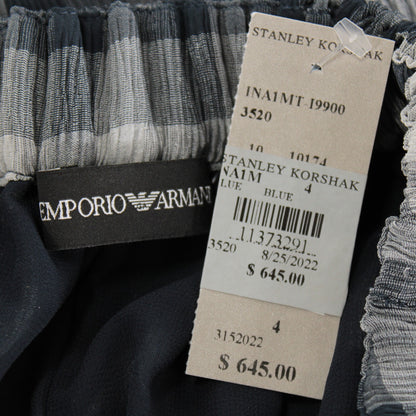 STANLEY KORSHAK
INA1MT I9900
3520
10 10174
EMPORIO ARMANI
STANLEY KORSHAK
NA1M 4
LUE BLUE
11373291
3520 8/25/2022
$ 645.00
4
3152022
$ 645.00